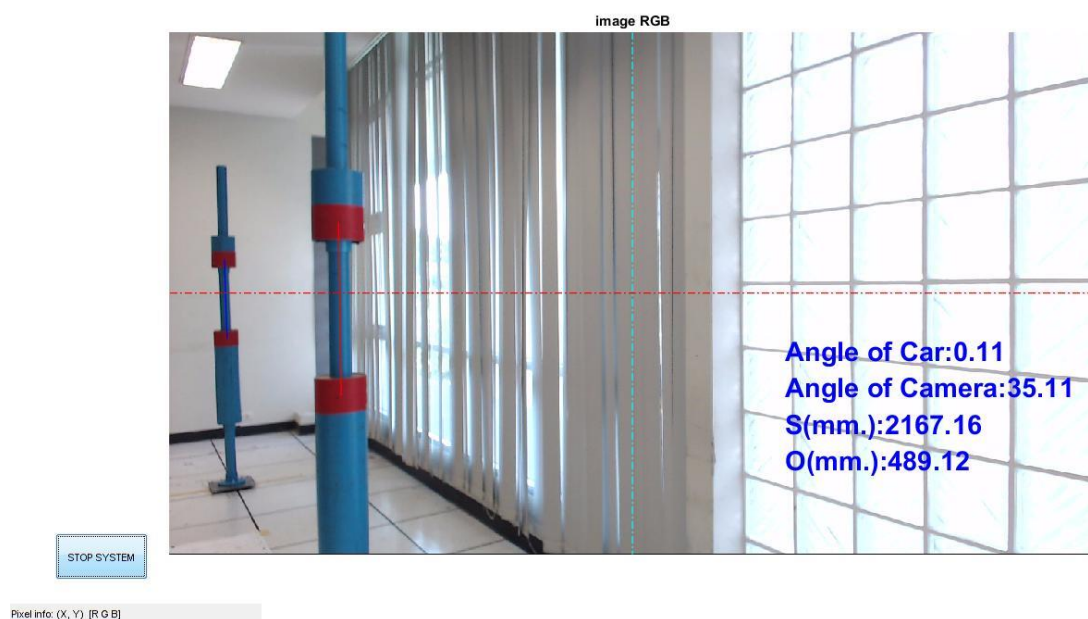 image RGB
Angle of Car:0.11
Angle of Camera:35.11
S(mm.):2167.16
O(mm.):489.12
STOP SYSTEM
Pixel info: (X, Y) [R G B]